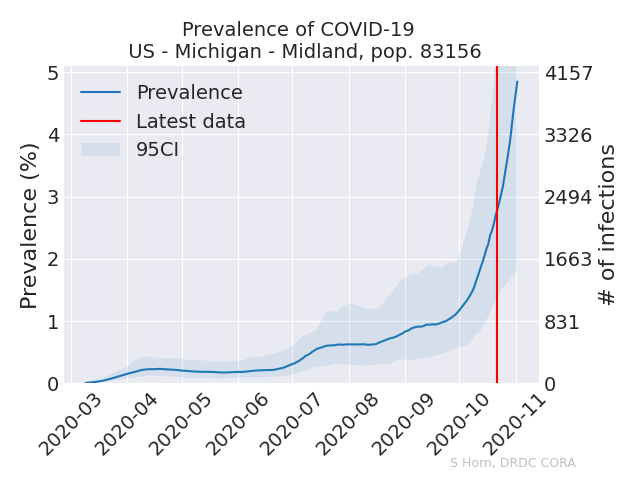 Prevalence of COVID-19
US - Michigan - Midland, pop. 83156
Prevalence
Latest data
95CI
Prevalence (%)
5
4
3
2
1
0
4157
3326
2494
1663
831
0
# of infections
2020-03
2020-04
2020-05
2020-06
2020-07
2020-08
2020-09
2020-10
2020-11
S Horn, DRDC CORA